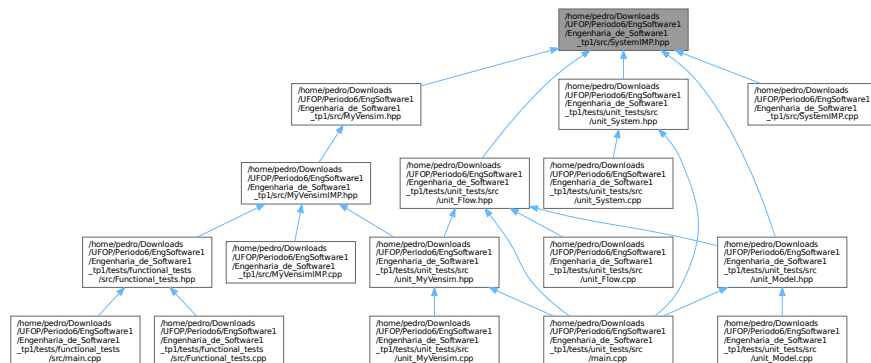 /home/pedro/Downloads
/UFOP/Periodo6/EngSoftware1
/Engenharia_de_Software1
_tp1/src/SystemIMP.hpp
/home/pedro/Downloads
/UFOP/Periodo6/EngSoftware1
/Engenharia_de_Software1
_tp1/src/MyVensim.hpp
/home/pedro/Downloads
/UFOP/Periodo6/EngSoftware1
/Engenharia_de_Software1
_tp1/tests/unit_tests/src
/unit_System.hpp
/home/pedro/Downloads
/UFOP/Periodo6/EngSoftware1
/Engenharia_de_Software1
_tp1/src/SystemIMP.cpp
/home/pedro/Downloads
/UFOP/Periodo6/EngSoftware1
/Engenharia_de_Software1
_tp1/src/MyVensimIMP.hpp
/home/pedro/Downloads
/UFOP/Periodo6/EngSoftware1
/Engenharia_de_Software1
_tp1/tests/unit_tests/src
/unit_Flow.hpp
/home/pedro/Downloads
/UFOP/Periodo6/EngSoftware1
/Engenharia_de_Software1
_tp1/tests/unit_tests/src
/unit_System.cpp
/home/pedro/Downloads
/UFOP/Periodo6/EngSoftware1
/Engenharia_de_Software1
_tp1/tests/functional_tests
/src/Functional_tests.hpp
/home/pedro/Downloads
/UFOP/Periodo6/EngSoftware1
/Engenharia_de_Software1
_tp1/src/MyVensimIMP.cpp
/home/pedro/Downloads
/UFOP/Periodo6/EngSoftware1
/Engenharia_de_Software1
_tp1/tests/unit_tests/src
/unit_MyVensim.hpp
/home/pedro/Downloads
/UFOP/Periodo6/EngSoftware1
/Engenharia_de_Software1
_tp1/tests/unit_tests/src
/unit_Flow.cpp
/home/pedro/Downloads
/UFOP/Periodo6/EngSoftware1
/Engenharia_de_Software1
_tp1/tests/unit_tests/src
/unit_Model.hpp
/home/pedro/Downloads
/UFOP/Periodo6/EngSoftware1
/Engenharia_de_Software1
_tp1/tests/functional_tests
/src/main.cpp
/home/pedro/Downloads
/UFOP/Periodo6/EngSoftware1
/Engenharia_de_Software1
_tp1/tests/functional_tests
/src/Functional_tests.cpp
/home/pedro/Downloads
/UFOP/Periodo6/EngSoftware1
/Engenharia_de_Software1
_tp1/tests/unit_tests/src
/unit_MyVensim.cpp
/home/pedro/Downloads
/UFOP/Periodo6/EngSoftware1
/Engenharia_de_Software1
_tp1/tests/unit_tests/src
/main.cpp
/home/pedro/Downloads
/UFOP/Periodo6/EngSoftware1
/Engenharia_de_Software1
_tp1/tests/unit_tests/src
/unit_Model.cpp